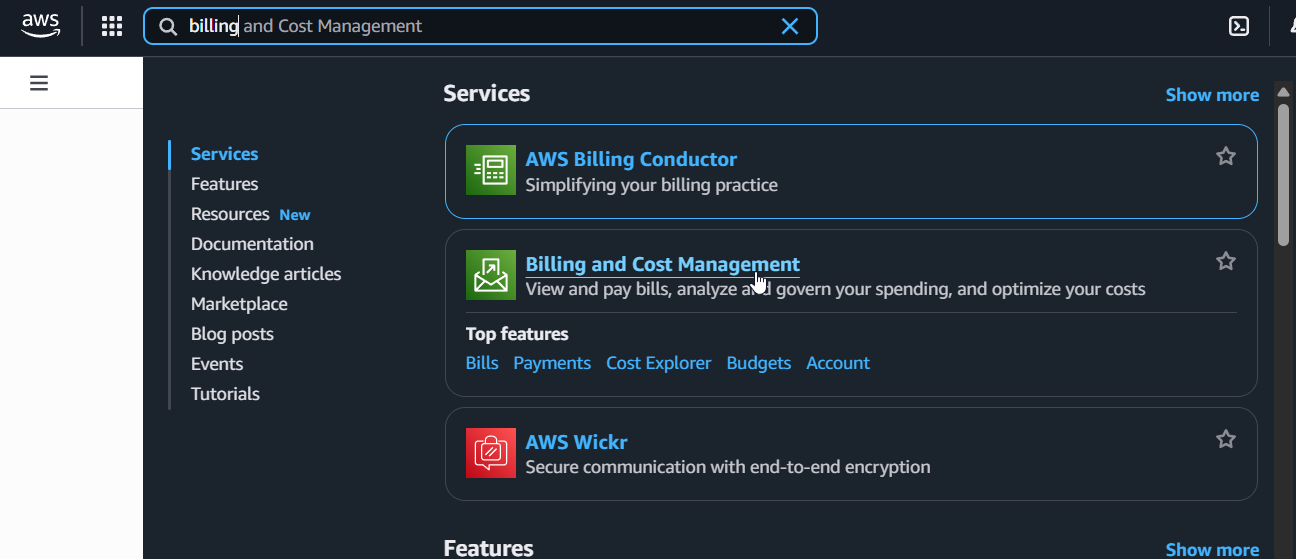 aws
billing and Cost Management
Services
Show more
Services
Features
Resources New
Documentation
Knowledge articles
Marketplace
Blog posts
Events
Tutorials
AWS Billing Conductor
Simplifying your billing practice
Billing and Cost Management
View and pay bills, analyze and govern your spending, and optimize your costs
Top features
Bills Payments Cost Explorer Budgets Account
AWS Wickr
Secure communication with end-to-end encryption
Features
Show more